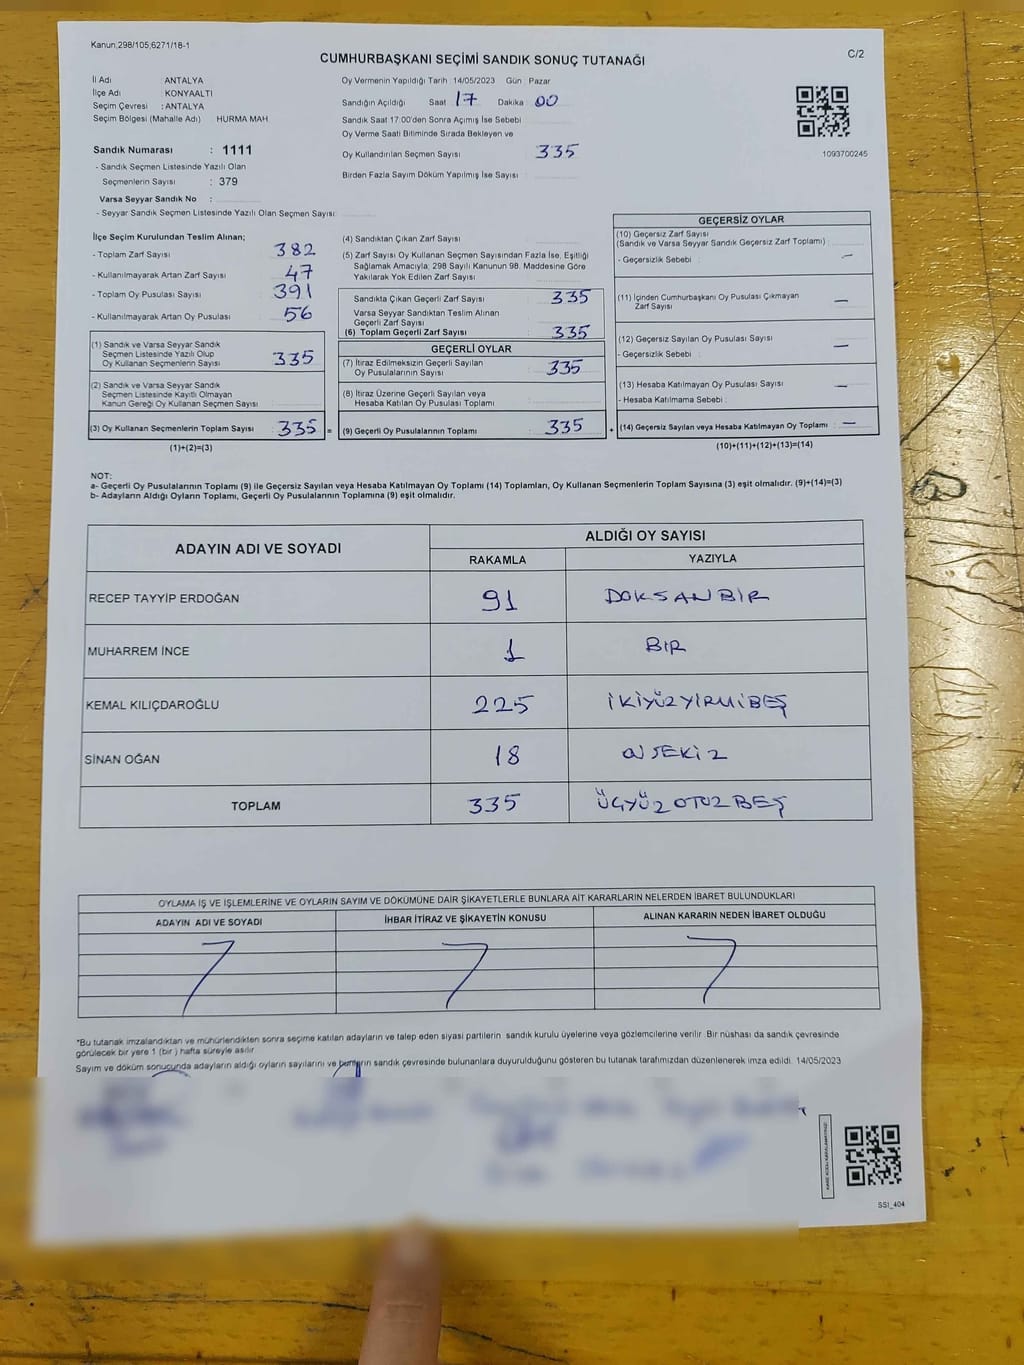 Kanun;298/105;6271/18-1
C/2
CUMHURBAŞKANI SEÇİMİ SANDIK SONUÇ TUTANAĞI
İl Adı ANTALYA
İlçe Adı KONYAALTI
Seçim Çevresi : ANTALYA
Seçim Bölgesi (Mahalle Adı) HURMA MAH.
Sandık Numarası : 1111
- Sandık Seçmen Listesinde Yazılı Olan
Seçmenlerin Sayısı : 379
Varsa Seyyar Sandık No :
- Seyyar Sandık Seçmen Listesinde Yazılı Olan Seçmen Sayısı:
Oy Vermenin Yapıldığı Tarih : 14/05/2023 Gün : Pazar
Sandığın Açıldığı Saat 17 Dakika : 00
Sandık Saat 17:00'den Sonra Açımış İse Sebebi
Oy Verme Saati Bitiminde Sırada Bekleyen ve
Oy Kullandırılan Seçmen Sayısı : 335
Birden Fazla Sayım Döküm Yapılmış İse Sayısı :
1093700245
İlçe Seçim Kurulundan Teslim Alınan;
- Toplam Zarf Sayısı : 382
- Kullanılmayarak Artan Zarf Sayısı : 47
- Toplam Oy Pusulası Sayısı : 391
- Kullanılmayarak Artan Oy Pusulası : 56
(1) Sandık ve Varsa Seyyar Sandık
Seçmen Listesinde Yazılı Olup
Oy Kullanan Seçmenlerin Sayısı : 335
(2) Sandık ve Varsa Seyyar Sandık
Seçmen Listesinde Kayıtlı Olmayan
Kanun Gereği Oy Kullanan Seçmen Sayısı :
(3) Oy Kullanan Seçmenlerin Toplam Sayısı : 335 =
(1)+(2)=(3)
(4) Sandıktan Çıkan Zarf Sayısı :
(5) Zarf Sayısı Oy Kullanan Seçmen Sayısından Fazla İse, Eşitliği
Sağlamak Amacıyla; 298 Sayılı Kanunun 98. Maddesine Göre
Yakılarak Yok Edilen Zarf Sayısı :
Sandıkta Çıkan Geçerli Zarf Sayısı : 335
Varsa Seyyar Sandıktan Teslim Alınan
Geçerli Zarf Sayısı :
(6) Toplam Geçerli Zarf Sayısı : 335
GEÇERLİ OYLAR
(7) İtiraz Edilmeksizin Geçerli Sayılan
Oy Pusulalarının Sayısı : 335
(8) İtiraz Üzerine Geçerli Sayılan veya
Hesaba Katılan Oy Pusulası Toplamı :
(9) Geçerli Oy Pusulalarının Toplamı : 335 +
GEÇERSİZ OYLAR
(10) Geçersiz Zarf Sayısı
(Sandık ve Varsa Seyyar Sandık Geçersiz Zarf Toplamı) :
- Geçersizlik Sebebi : —
(11) İçinden Cumhurbaşkanı Oy Pusulası Çıkmayan
Zarf Sayısı : —
(12) Geçersiz Sayılan Oy Pusulası Sayısı : —
- Geçersizlik Sebebi :
(13) Hesaba Katılmayan Oy Pusulası Sayısı : —
- Hesaba Katılmama Sebebi :
(14) Geçersiz Sayılan veya Hesaba Katılmayan Oy Toplamı : —
(10)+(11)+(12)+(13)=(14)
NOT:
a- Geçerli Oy Pusulalarının Toplamı (9) ile Geçersiz Sayılan veya Hesaba Katılmayan Oy Toplamı (14) Toplamları, Oy Kullanan Seçmenlerin Toplam Sayısına (3) eşit olmalıdır. (9)+(14)=(3)
b- Adayların Aldığı Oyların Toplamı, Geçerli Oy Pusulalarının Toplamına (9) eşit olmalıdır.
ADAYIN ADI VE SOYADI ALDIĞI OY SAYISI
RAKAMLA YAZIYLA
RECEP TAYYİP ERDOĞAN 91 DOKSANBİR
MUHARREM İNCE 1 BİR
KEMAL KILIÇDAROĞLU 225 İKİYÜZYİRMİBEŞ
SİNAN OĞAN 18 ONSEKİZ
TOPLAM 335 ÜÇYÜZOTUZBEŞ
OYLAMA İŞ VE İŞLEMLERİNE VE OYLARIN SAYIM VE DÖKÜMÜNE DAİR ŞİKAYETLERLE BUNLARA AİT KARARLARIN NELERDEN İBARET BULUNDUKLARI
ADAYIN ADI VE SOYADI İHBAR İTİRAZ VE ŞİKAYETİN KONUSU ALINAN KARARIN NEDEN İBARET OLDUĞU
*Bu tutanak imzalandıktan ve mühürlendikten sonra seçime katılan adayların ve talep eden siyasi partilerin sandık kurulu üyelerine veya gözlemcilerine verilir. Bir nüshası da sandık çevresinde
görülecek bir yere 1 (bir ) hafta süreyle asılır
Sayım ve döküm sonucunda adayların aldığı oyların sayılarını ve bunların sandık çevresinde bulunanlara duyurulduğunu gösteren bu tutanak tarafımızdan düzenlenerek imza edildi. 14/05/2023
SS1_404